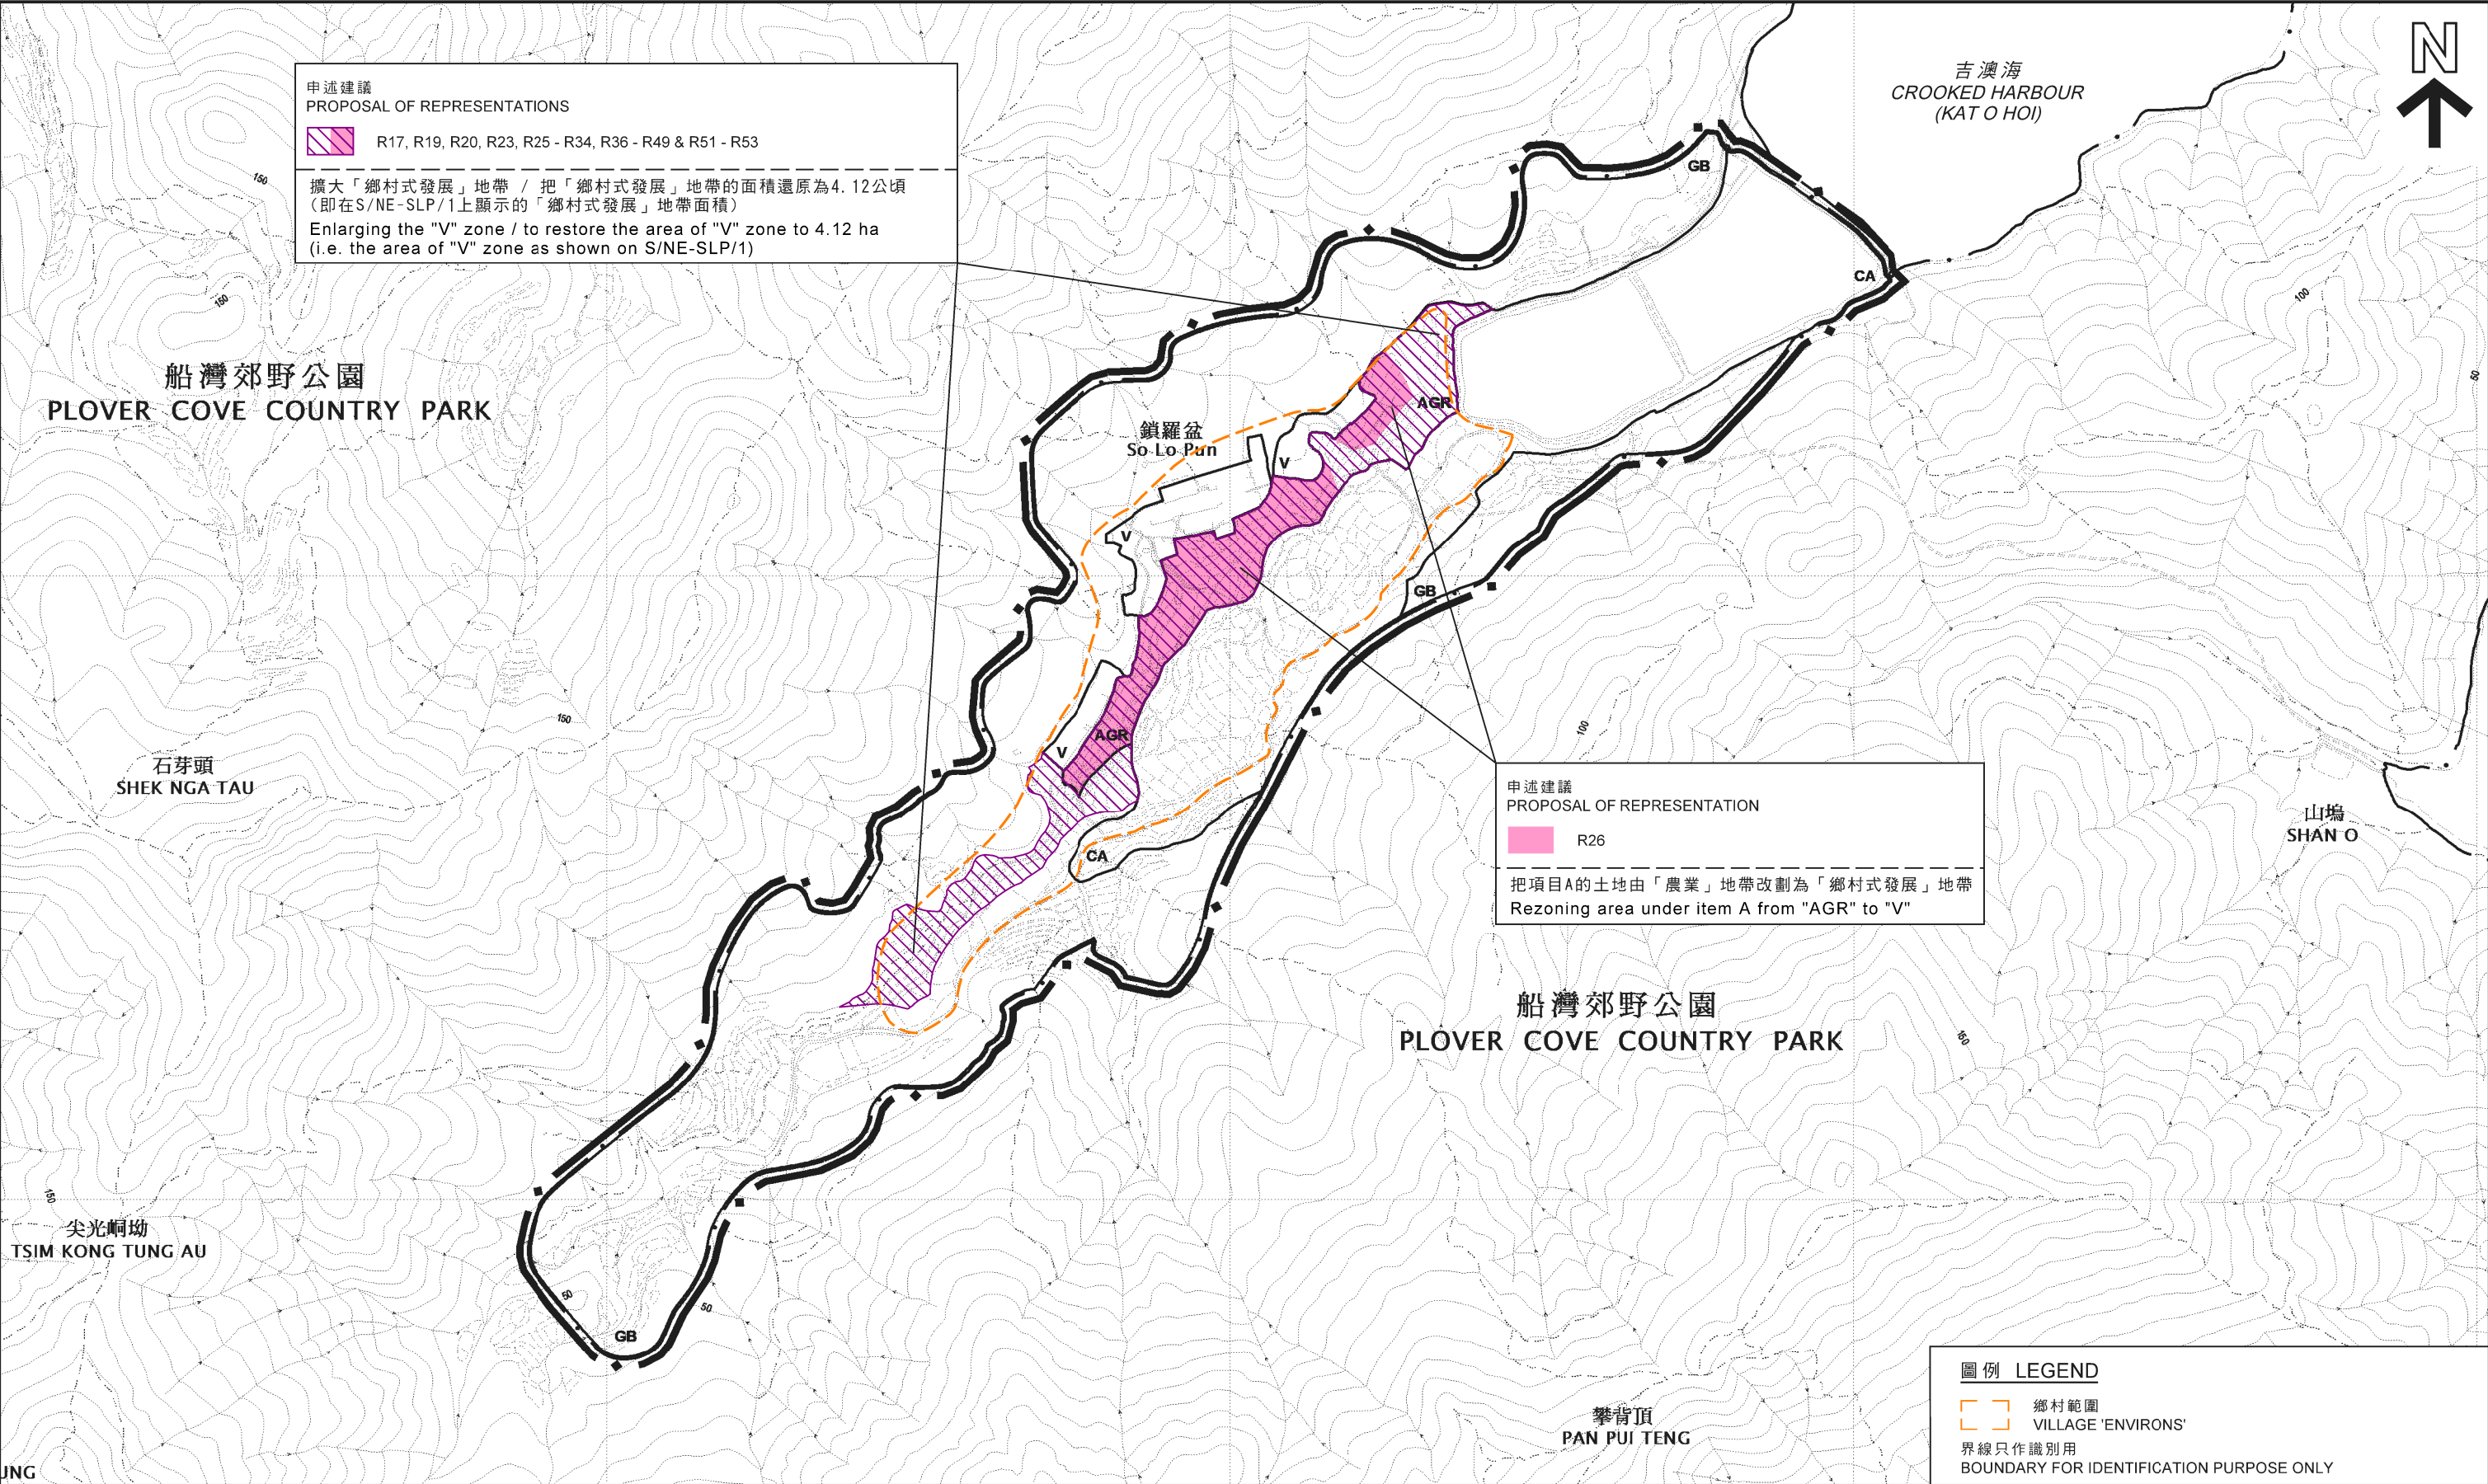 申述建議
PROPOSAL OF REPRESENTATIONS
R17, R19, R20, R23, R25 - R34, R36 - R49 & R51 - R53
擴大「鄉村式發展」地帶 / 把「鄉村式發展」地帶的面積還原為4.12公頃
(即在S/NE-SLP/1上顯示的「鄉村式發展」地帶面積)
Enlarging the "V" zone / to restore the area of "V" zone to 4.12 ha
(i.e. the area of "V" zone as shown on S/NE-SLP/1)
N
吉澳海
CROOKED HARBOUR
(KAT O HOI)
150
GB
CA
150
100
50
船灣郊野公園
PLOVER COVE COUNTRY PARK
鎖羅盆
So Lo Pun
AGR
V
V
GB
150
100
AGR
V
石芽頭
SHEK NGA TAU
申述建議
PROPOSAL OF REPRESENTATION
R26
把項目A的土地由「農業」地帶改劃為「鄉村式發展」地帶
Rezoning area under item A from "AGR" to "V"
山塢
SHAN O
CA
船灣郊野公園
PLOVER COVE COUNTRY PARK
150
150
尖光峒坳
TSIM KONG TUNG AU
50
50
GB
攀背頂
PAN PUI TENG
圖例 LEGEND
鄉村範圍
VILLAGE 'ENVIRONS'
界線只作識別用
BOUNDARY FOR IDENTIFICATION PURPOSE ONLY
UNG